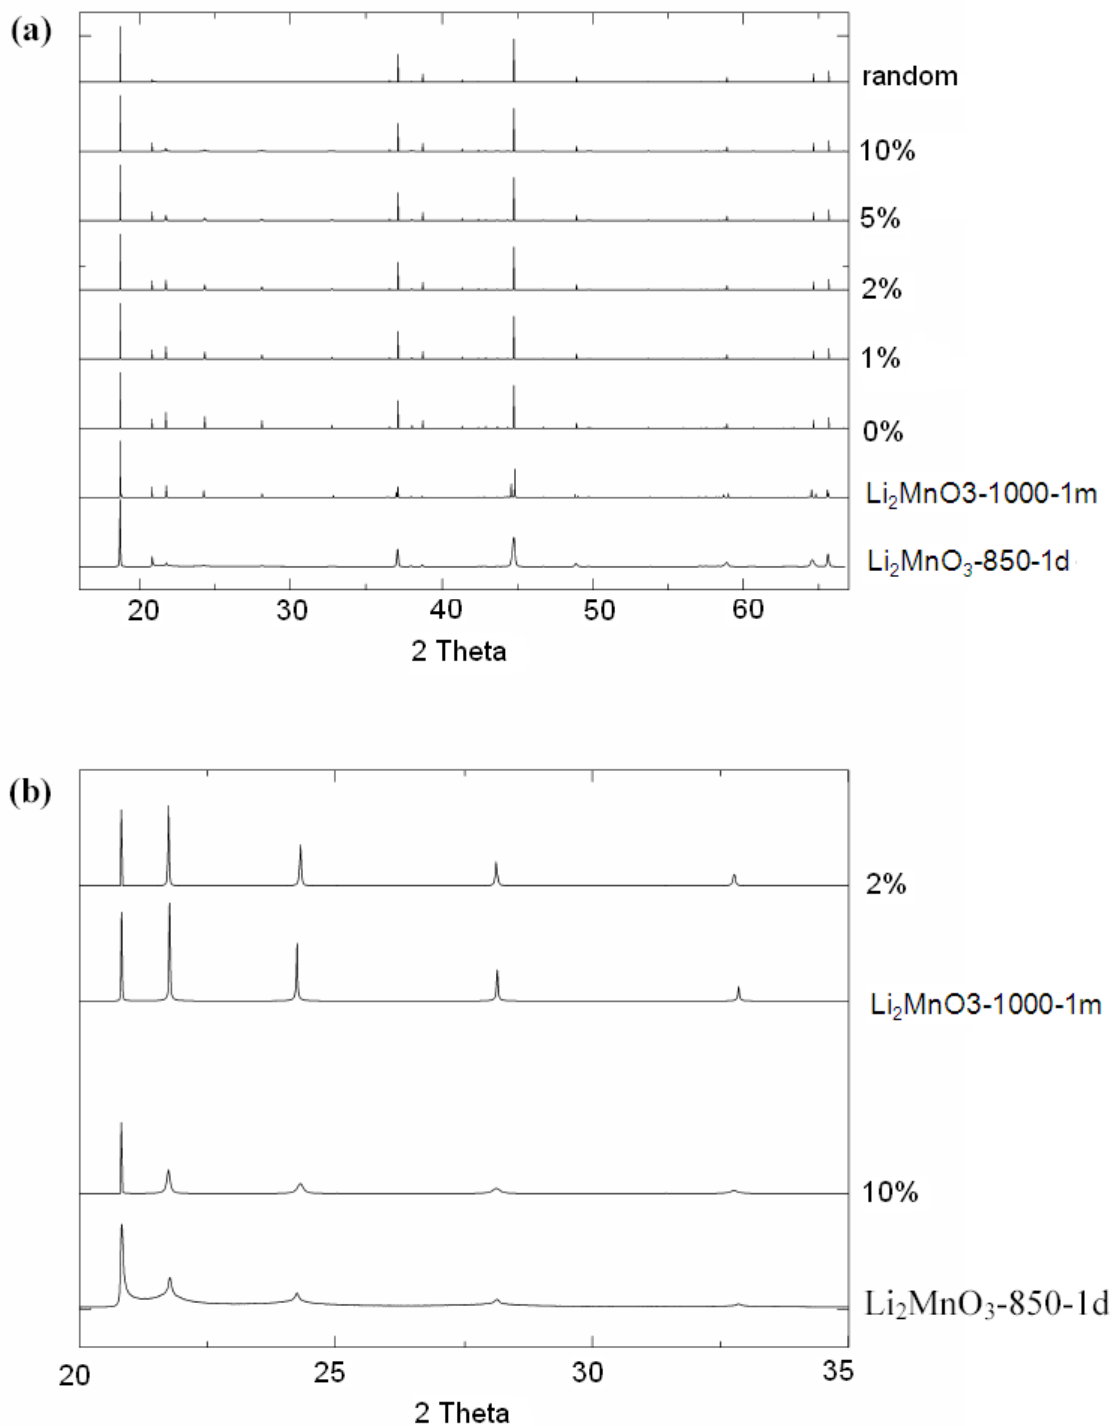 (a)
random
10%
5%
2%
1%
0%
Li₂MnO3-1000-1m
Li₂MnO₃-850-1d
20 30 40 50 60
2 Theta
(b)
2%
Li₂MnO3-1000-1m
10%
Li₂MnO₃-850-1d
20 25 30 35
2 Theta